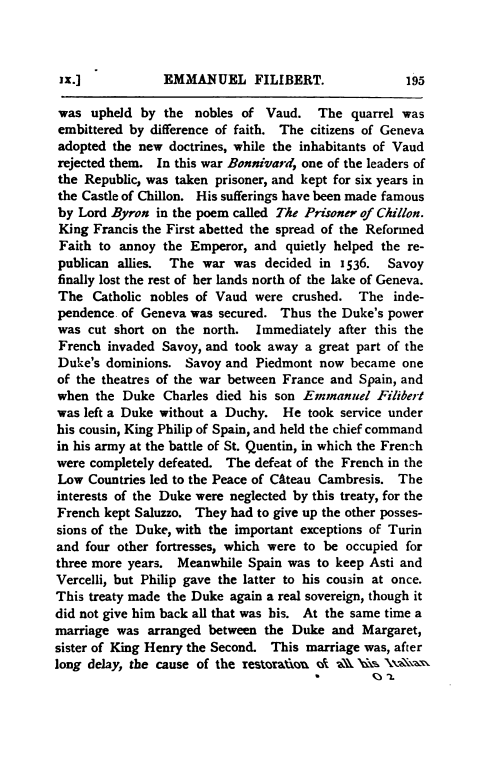 IX.] EMMANUEL FILIBERT. 195
was upheld by the nobles of Vaud. The quarrel was
embittered by difference of faith. The citizens of Geneva
adopted the new doctrines, while the inhabitants of Vaud
rejected them. In this war Bonnivard, one of the leaders of
the Republic, was taken prisoner, and kept for six years in
the Castle of Chillon. His sufferings have been made famous
by Lord Byron in the poem called The Prisoner of Chillon.
King Francis the First abetted the spread of the Reformed
Faith to annoy the Emperor, and quietly helped the re-
publican allies. The war was decided in 1536. Savoy
finally lost the rest of her lands north of the lake of Geneva.
The Catholic nobles of Vaud were crushed. The inde-
pendence of Geneva was secured. Thus the Duke's power
was cut short on the north. Immediately after this the
French invaded Savoy, and took away a great part of the
Duke's dominions. Savoy and Piedmont now became one
of the theatres of the war between France and Spain, and
when the Duke Charles died his son Emmanuel Filibert
was left a Duke without a Duchy. He took service under
his cousin, King Philip of Spain, and held the chief command
in his army at the battle of St. Quentin, in which the French
were completely defeated. The defeat of the French in the
Low Countries led to the Peace of Câteau Cambresis. The
interests of the Duke were neglected by this treaty, for the
French kept Saluzzo. They had to give up the other posses-
sions of the Duke, with the important exceptions of Turin
and four other fortresses, which were to be occupied for
three more years. Meanwhile Spain was to keep Asti and
Vercelli, but Philip gave the latter to his cousin at once.
This treaty made the Duke again a real sovereign, though it
did not give him back all that was his. At the same time a
marriage was arranged between the Duke and Margaret,
sister of King Henry the Second. This marriage was, after
long delay, the cause of the restoration of all his Italian
O 2